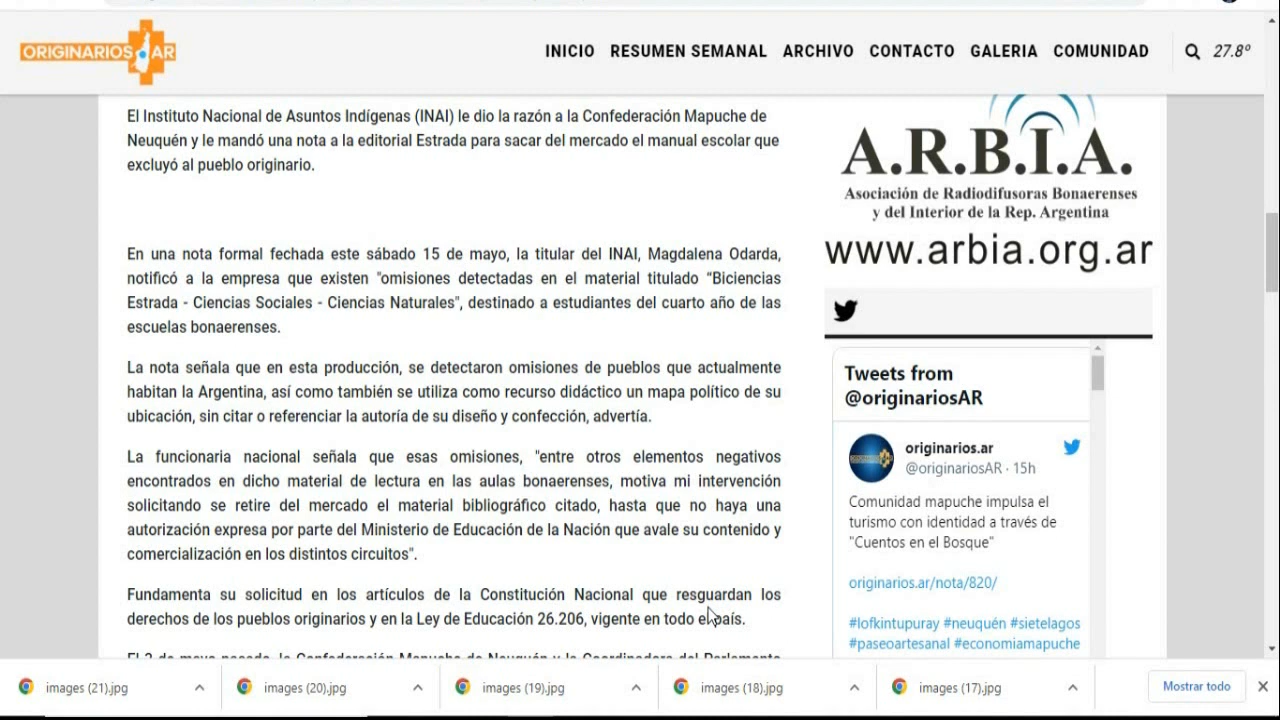 ORIGINARIOS AR
INICIO RESUMEN SEMANAL ARCHIVO CONTACTO GALERIA COMUNIDAD 27.8º
El Instituto Nacional de Asuntos Indígenas (INAI) le dio la razón a la Confederación Mapuche de
Neuquén y le mandó una nota a la editorial Estrada para sacar del mercado el manual escolar que
excluyó al pueblo originario.
En una nota formal fechada este sábado 15 de mayo, la titular del INAI, Magdalena Odarda,
notificó a la empresa que existen "omisiones detectadas en el material titulado “Biciencias
Estrada - Ciencias Sociales - Ciencias Naturales", destinado a estudiantes del cuarto año de las
escuelas bonaerenses.
La nota señala que en esta producción, se detectaron omisiones de pueblos que actualmente
habitan la Argentina, así como también se utiliza como recurso didáctico un mapa político de su
ubicación, sin citar o referenciar la autoría de su diseño y confección, advertía.
La funcionaria nacional señala que esas omisiones, "entre otros elementos negativos
encontrados en dicho material de lectura en las aulas bonaerenses, motiva mi intervención
solicitando se retire del mercado el material bibliográfico citado, hasta que no haya una
autorización expresa por parte del Ministerio de Educación de la Nación que avale su contenido y
comercialización en los distintos circuitos".
Fundamenta su solicitud en los artículos de la Constitución Nacional que resguardan los
derechos de los pueblos originarios y en la Ley de Educación 26.206, vigente en todo el país.
El 2 de mayo pasado, la Confederación Mapuche de Neuquén y la Coordinadora del Parlamento
A.R.B.I.A.
Asociación de Radiodifusoras Bonaerenses
y del Interior de la Rep. Argentina
www.arbia.org.ar
Tweets from
@originariosAR
originarios.ar
@originariosAR · 15h
Comunidad mapuche impulsa el
turismo con identidad a través de
"Cuentos en el Bosque"
originarios.ar/nota/820/
#lofkintupuray #neuquén #sietelagos
#paseoartesanal #economiamapuche
images (21).jpg
images (20).jpg
images (19).jpg
images (18).jpg
images (17).jpg
Mostrar todo